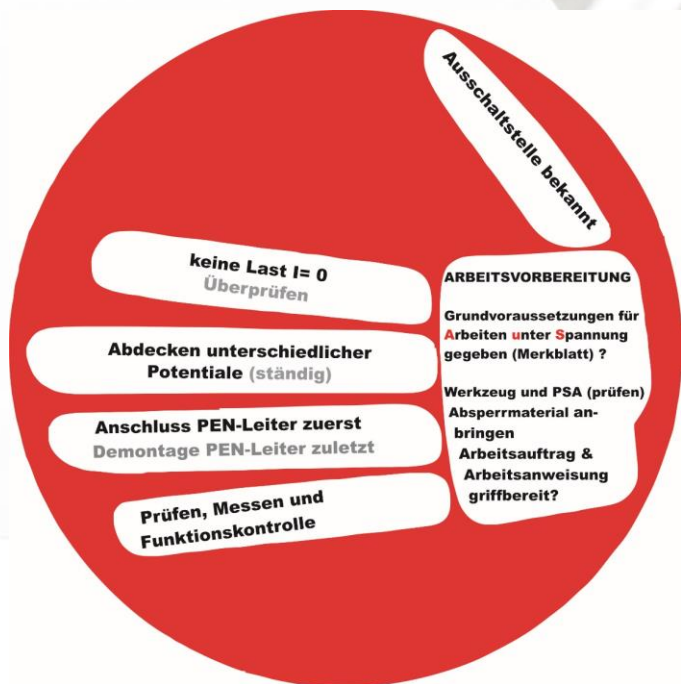 Ausschaltstelle bekannt
keine Last I= 0
Überprüfen
Abdecken unterschiedlicher
Potentiale (ständig)
Anschluss PEN-Leiter zuerst
Demontage PEN-Leiter zuletzt
Prüfen, Messen und
Funktionskontrolle
ARBEITSVORBEREITUNG
Grundvoraussetzungen für
Arbeiten unter Spannung
gegeben (Merkblatt) ?
Werkzeug und PSA (prüfen)
Absperrmaterial an-
bringen
Arbeitsauftrag &
Arbeitsanweisung
griffbereit?